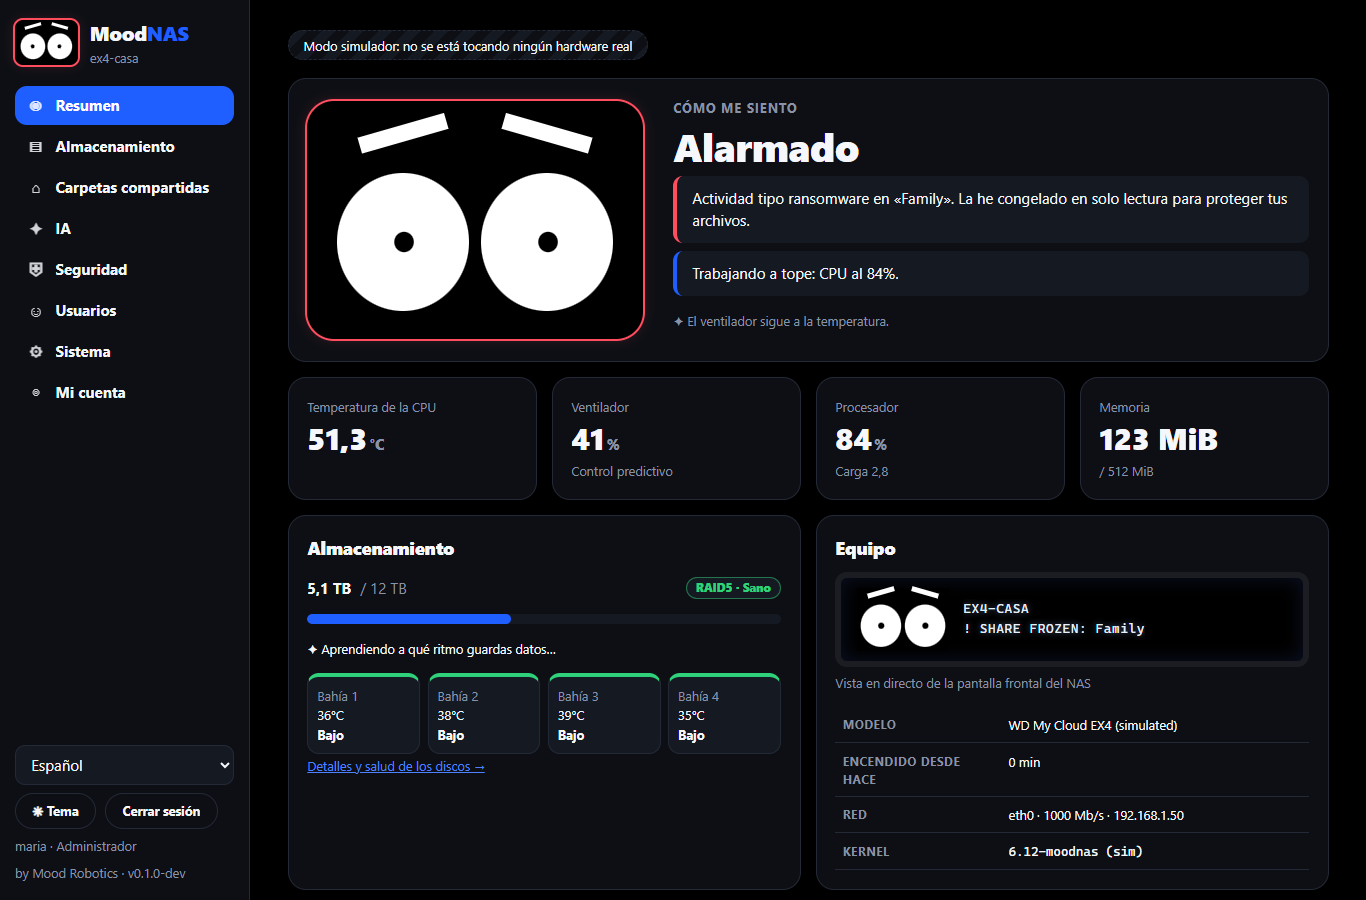 MoodNAS
ex4-casa
Resumen
Almacenamiento
Carpetas compartidas
IA
Seguridad
Usuarios
Sistema
Mi cuenta
Español
Tema
Cerrar sesión
maria · Administrador
by Mood Robotics · v0.1.0-dev
Modo simulador: no se está tocando ningún hardware real
CÓMO ME SIENTO
Alarmado
Actividad tipo ransomware en «Family». La he congelado en solo lectura para proteger tus
archivos.
Trabajando a tope: CPU al 84%.
✦ El ventilador sigue a la temperatura.
Temperatura de la CPU
51,3 °C
Ventilador
41 %
Control predictivo
Procesador
84 %
Carga 2,8
Memoria
123 MiB
/ 512 MiB
Almacenamiento
5,1 TB / 12 TB
RAID5 · Sano
✦ Aprendiendo a qué ritmo guardas datos...
Bahía 1
36°C
Bajo
Bahía 2
38°C
Bajo
Bahía 3
39°C
Bajo
Bahía 4
35°C
Bajo
Detalles y salud de los discos →
Equipo
EX4-CASA
! SHARE FROZEN: Family
Vista en directo de la pantalla frontal del NAS
MODELO
WD My Cloud EX4 (simulated)
ENCENDIDO DESDE
HACE
0 min
RED
eth0 · 1000 Mb/s · 192.168.1.50
KERNEL
6.12-moodnas (sim)